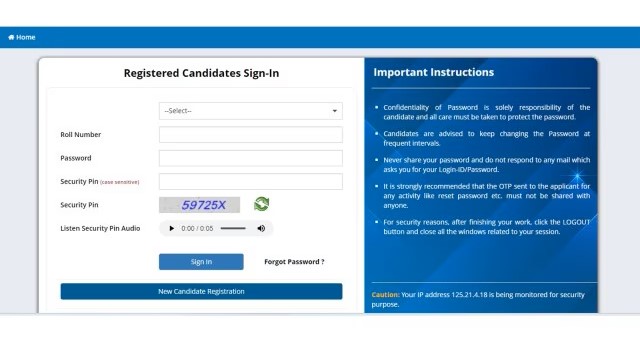 Home
Registered Candidates Sign-In
--Select--
Roll Number
Password
Security Pin (case sensitive)
Security Pin
59725X
Listen Security Pin Audio
0:00 / 0:05
Sign In
Forgot Password ?
New Candidate Registration
Important Instructions
Confidentiality of Password is solely responsibility of the
candidate and all care must be taken to protect the password.
Candidates are advised to keep changing the Password at
frequent intervals.
Never share your password and do not respond to any mail which
asks you for your Login-ID/Password.
It is strongly recommended that the OTP sent to the applicant for
any activity like reset password etc. must not be shared with
anyone.
For security reasons, after finishing your work, click the LOGOUT
button and close all the windows related to your session.
Caution: Your IP address 125.21.4.18 is being monitored for security
purpose.